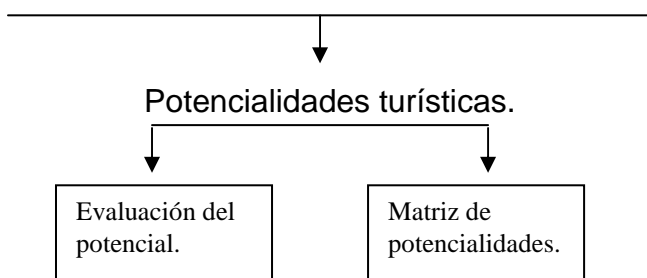 Potencialidades turísticas.
Evaluación del
potencial.
Matriz de
potencialidades.